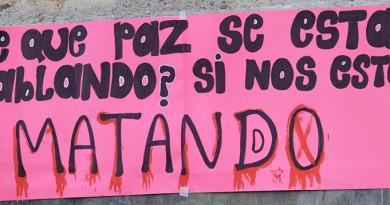 E QUE PAZ SE ESTA
ABLANDO? SI NOS EST
MATANDO